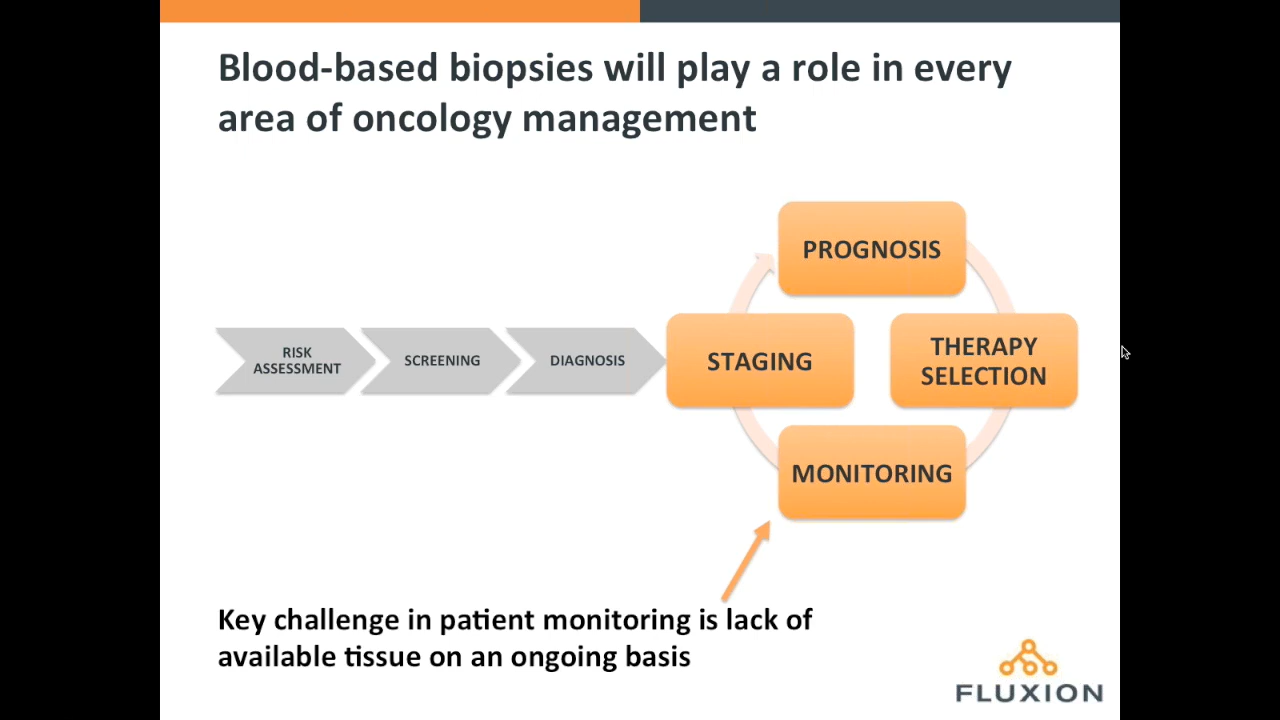 Blood-based biopsies will play a role in every
area of oncology management
PROGNOSIS
RISK
ASSESSMENT
SCREENING
DIAGNOSIS
STAGING
THERAPY
SELECTION
MONITORING
Key challenge in patient monitoring is lack of
available tissue on an ongoing basis
FLUXION